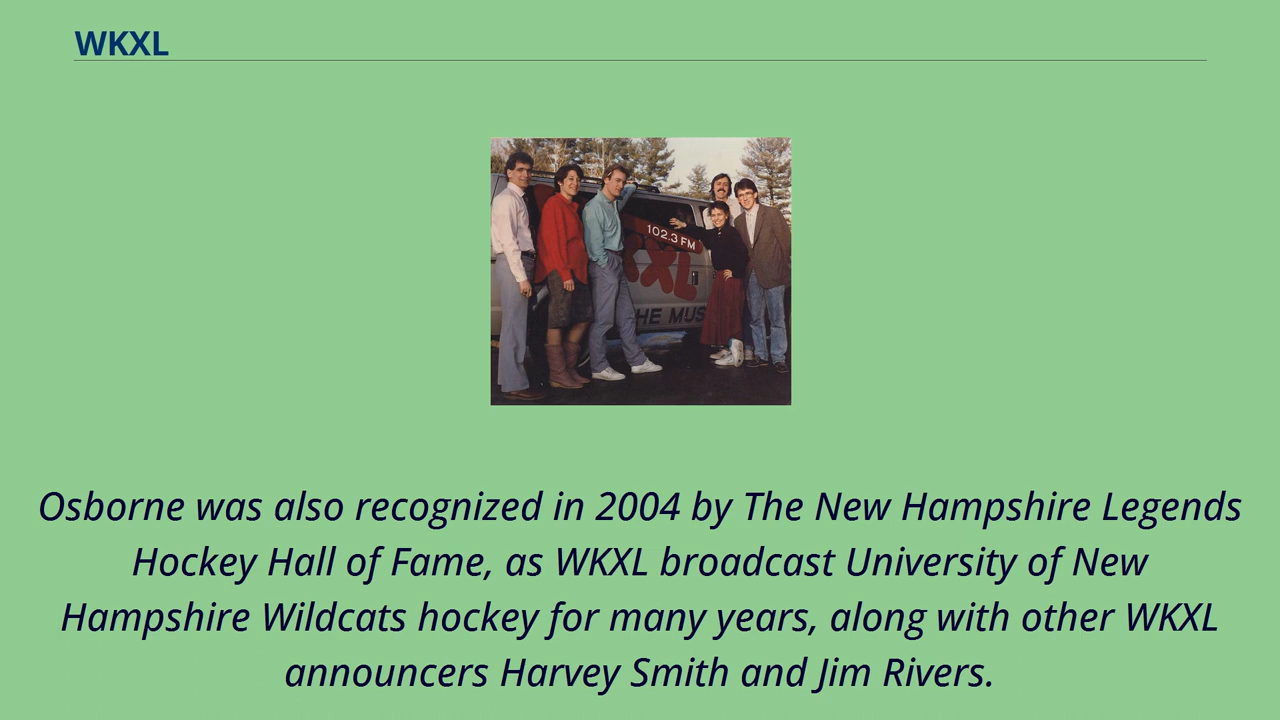 WKXL
102.3 FM
KXL
HE MUS
Osborne was also recognized in 2004 by The New Hampshire Legends
Hockey Hall of Fame, as WKXL broadcast University of New
Hampshire Wildcats hockey for many years, along with other WKXL
announcers Harvey Smith and Jim Rivers.